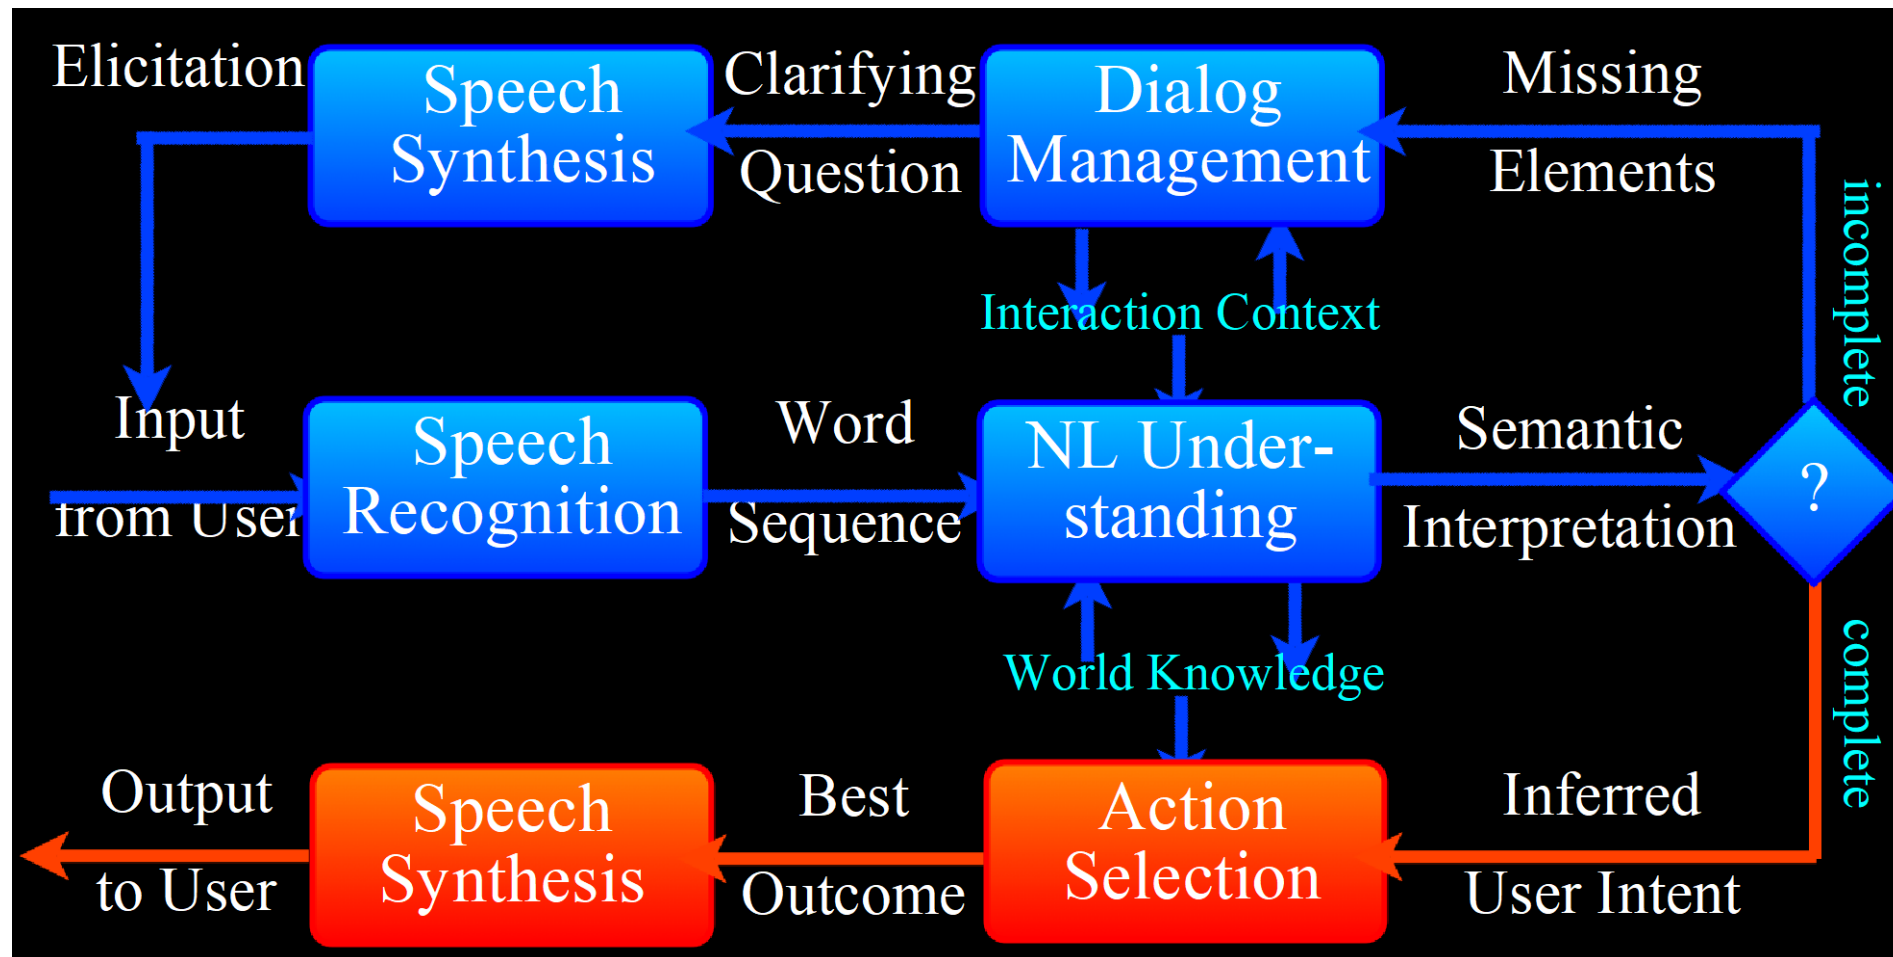 Elicitation
Speech
Synthesis
Clarifying
Question
Dialog
Management
Missing
Elements
incomplete
Interaction Context
Input
from User
Speech
Recognition
Word
Sequence
NL Under-
standing
Semantic
Interpretation
?
World Knowledge
complete
Output
to User
Speech
Synthesis
Best
Outcome
Action
Selection
Inferred
User Intent